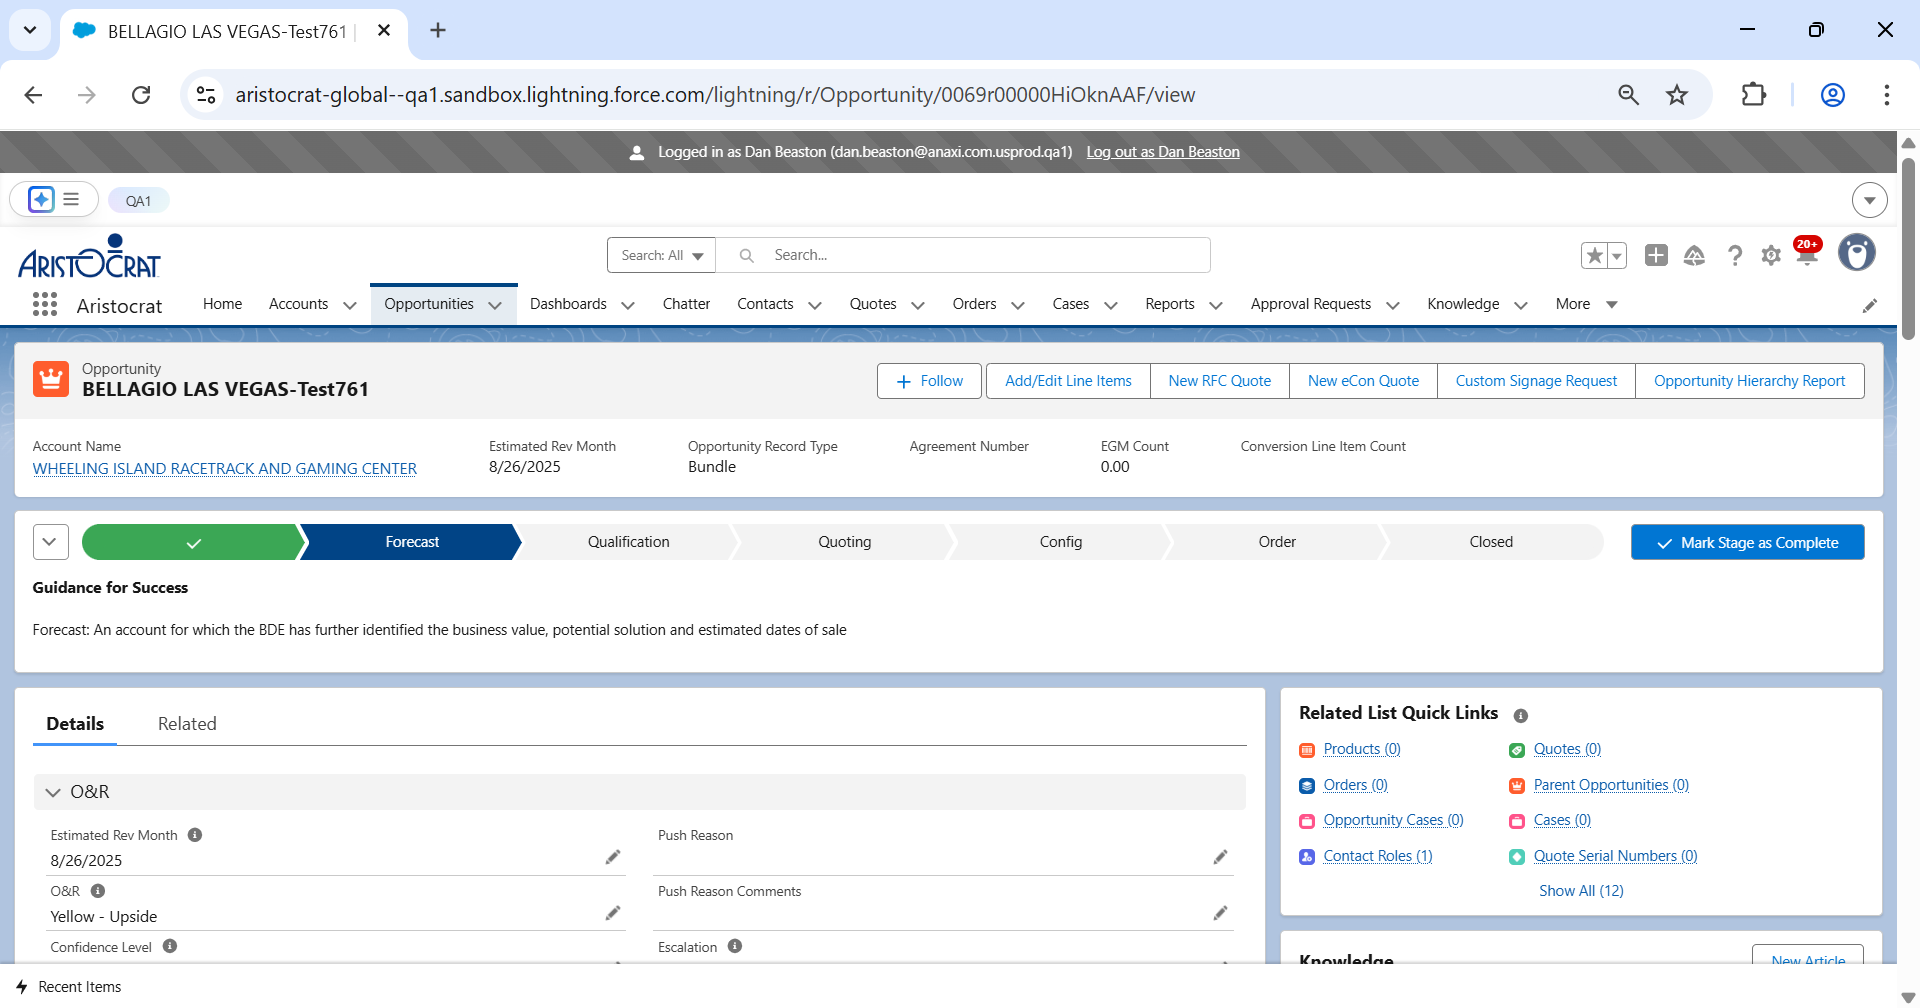 BELLAGIO LAS VEGAS-Test761
aristocrat-global--qa1.sandbox.lightning.force.com/lightning/r/Opportunity/0069r00000HiOknAAF/view
Logged in as Dan Beaston (dan.beaston@anaxi.com.usprod.qa1) Log out as Dan Beaston
QA1
ARISTOCRAT
Search: All Search...
20+
Aristocrat Home Accounts Opportunities Dashboards Chatter Contacts Quotes Orders Cases Reports Approval Requests Knowledge More
Opportunity
BELLAGIO LAS VEGAS-Test761
Follow Add/Edit Line Items New RFC Quote New eCon Quote Custom Signage Request Opportunity Hierarchy Report
Account Name Estimated Rev Month Opportunity Record Type Agreement Number EGM Count Conversion Line Item Count
WHEELING ISLAND RACETRACK AND GAMING CENTER 8/26/2025 Bundle 0.00
Forecast Qualification Quoting Config Order Closed Mark Stage as Complete
Guidance for Success
Forecast: An account for which the BDE has further identified the business value, potential solution and estimated dates of sale
Details Related
O&R
Estimated Rev Month Push Reason
8/26/2025
O&R Push Reason Comments
Yellow - Upside
Confidence Level Escalation
Related List Quick Links
Products (0) Quotes (0)
Orders (0) Parent Opportunities (0)
Opportunity Cases (0) Cases (0)
Contact Roles (1) Quote Serial Numbers (0)
Show All (12)
Knowledge New Article
Recent Items